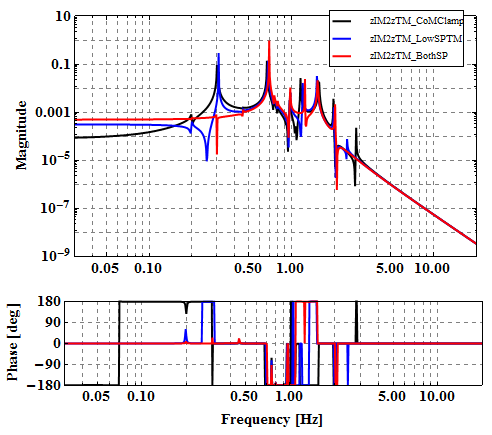 10
zIM2zTM_CoMClamp
zIM2zTM_LowSPTM
zIM2zTM_BothSP
0.1
0.001
10⁻⁵
10⁻⁷
10⁻⁹
Magnitude
0.05 0.10 0.50 1.00 5.00 10.00
180
90
0
-90
-180
Phase [deg]
0.05 0.10 0.50 1.00 5.00 10.00
Frequency [Hz]